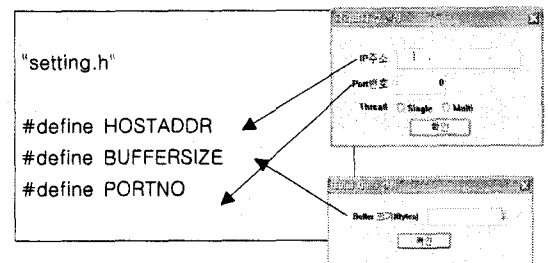 "setting.h"
#define HOSTADDR
#define BUFFERSIZE
#define PORTNO
IP주소
Port번호 0
Thread Single Multi
확인
Buffer 크기(Bytes)
확인